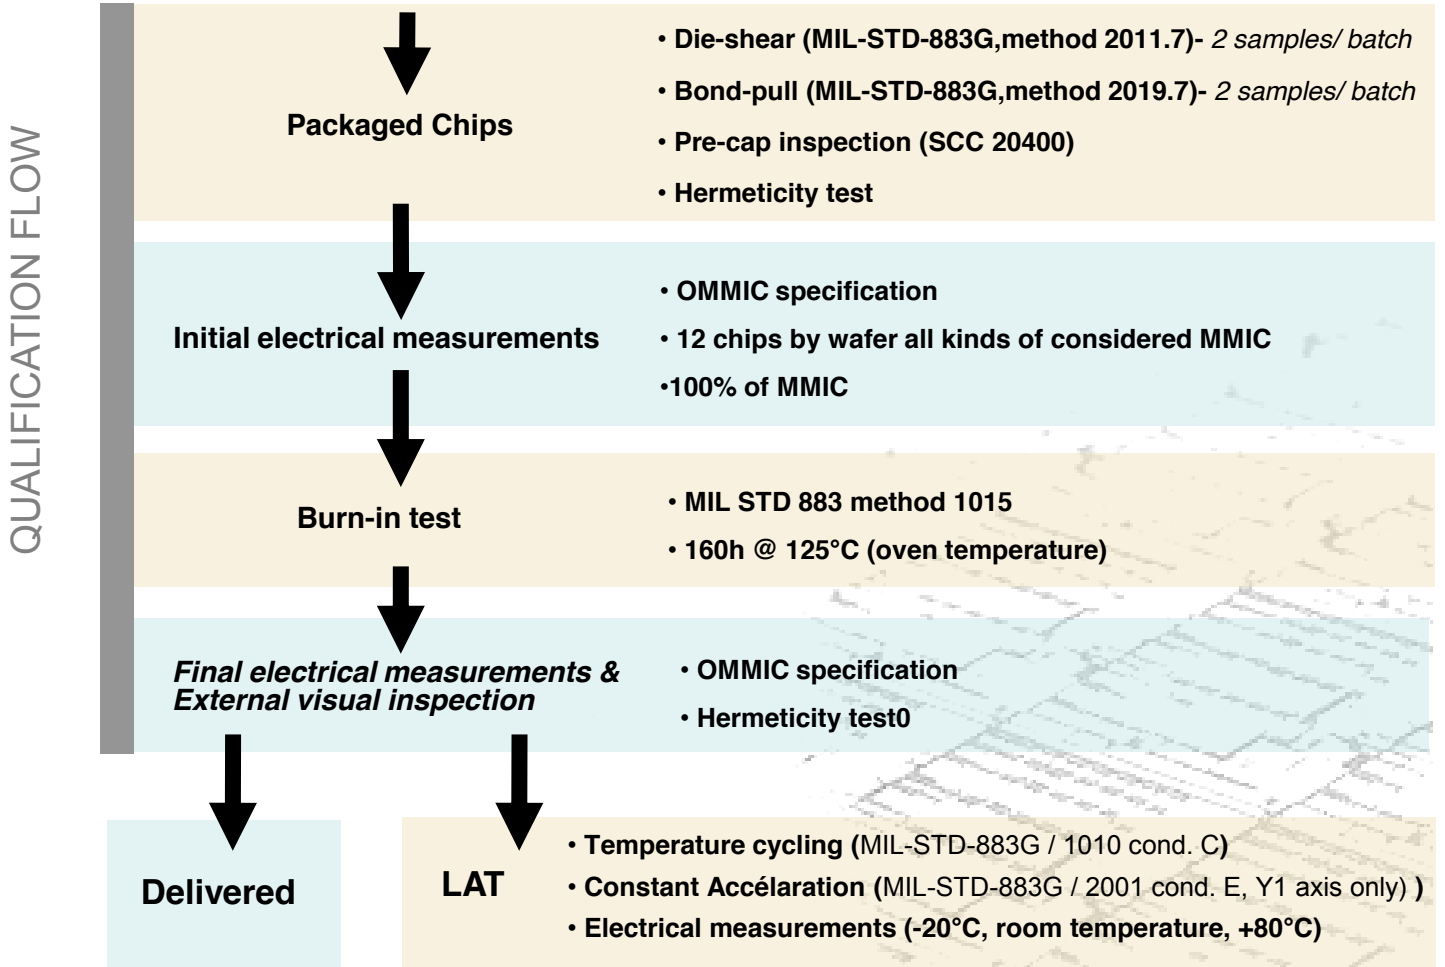 QUALIFICATION FLOW
Packaged Chips
• Die-shear (MIL-STD-883G,method 2011.7)- 2 samples/ batch
• Bond-pull (MIL-STD-883G,method 2019.7)- 2 samples/ batch
• Pre-cap inspection (SCC 20400)
• Hermeticity test
Initial electrical measurements
• OMMIC specification
• 12 chips by wafer all kinds of considered MMIC
•100% of MMIC
Burn-in test
• MIL STD 883 method 1015
• 160h @ 125°C (oven temperature)
Final electrical measurements &
External visual inspection
• OMMIC specification
• Hermeticity test0
Delivered
LAT
• Temperature cycling (MIL-STD-883G / 1010 cond. C)
• Constant Accélaration (MIL-STD-883G / 2001 cond. E, Y1 axis only) )
• Electrical measurements (-20°C, room temperature, +80°C)